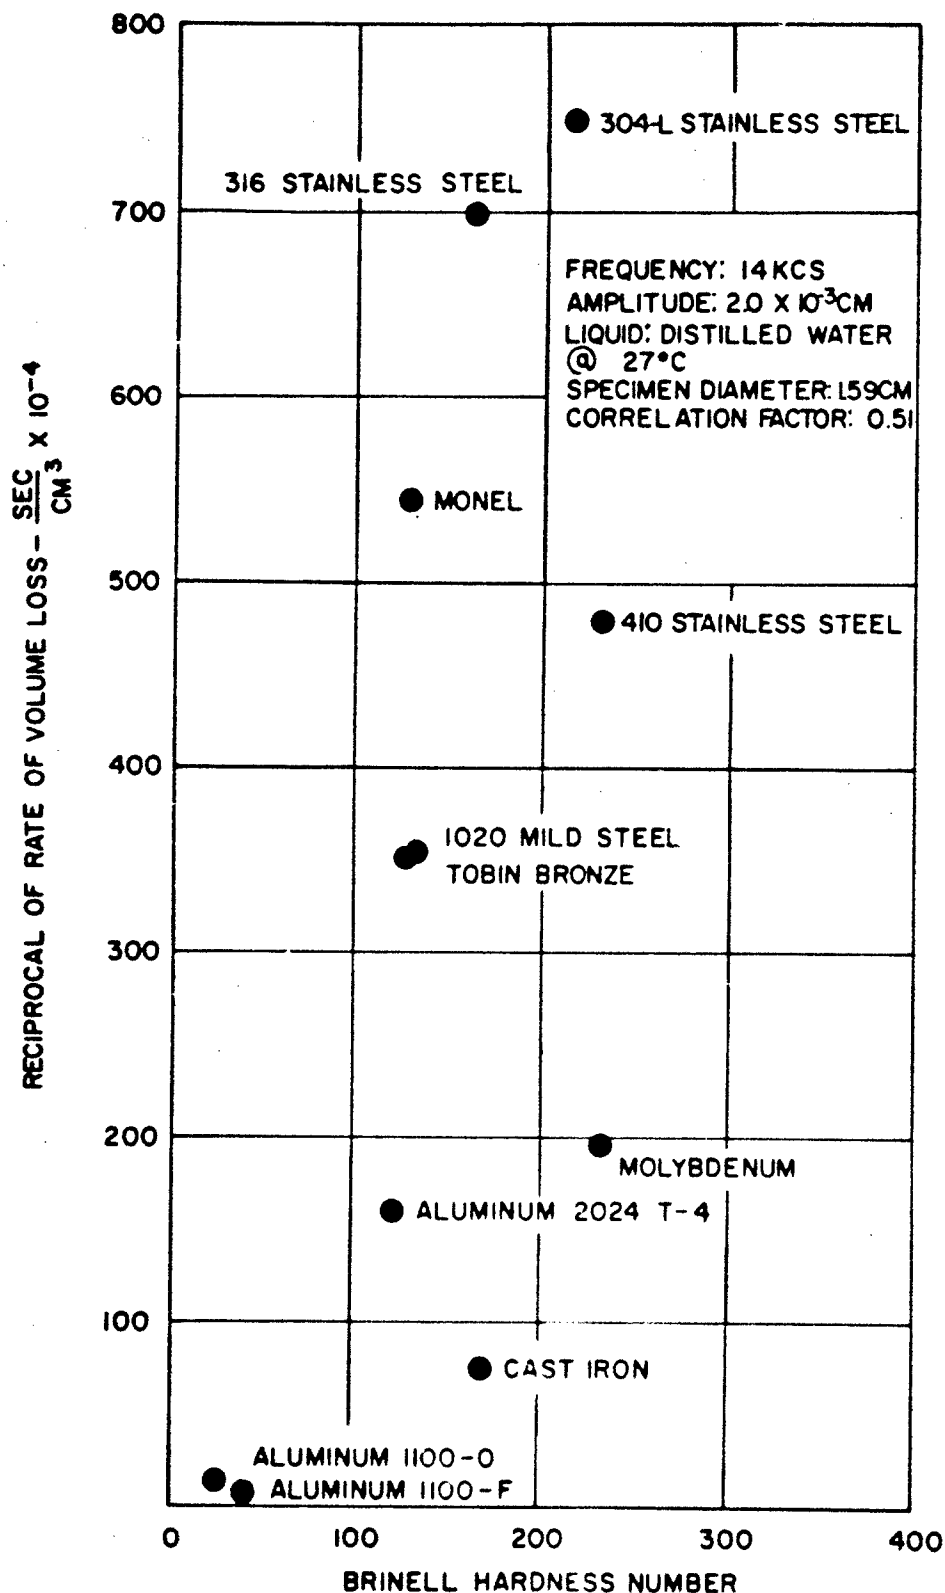 800
304-L STAINLESS STEEL
316 STAINLESS STEEL
700
FREQUENCY: 14 KCS
AMPLITUDE: 2.0 X 10-3CM
LIQUID: DISTILLED WATER
@ 27°C
SPECIMEN DIAMETER: 1.59CM
CORRELATION FACTOR: 0.51
600
MONEL
500
410 STAINLESS STEEL
400
1020 MILD STEEL
TOBIN BRONZE
300
200
MOLYBDENUM
ALUMINUM 2024 T-4
100
CAST IRON
ALUMINUM 1100-O
ALUMINUM 1100-F
0 100 200 300 400
BRINELL HARDNESS NUMBER
RECIPROCAL OF RATE OF VOLUME LOSS- SEC/CM3 X 10-4